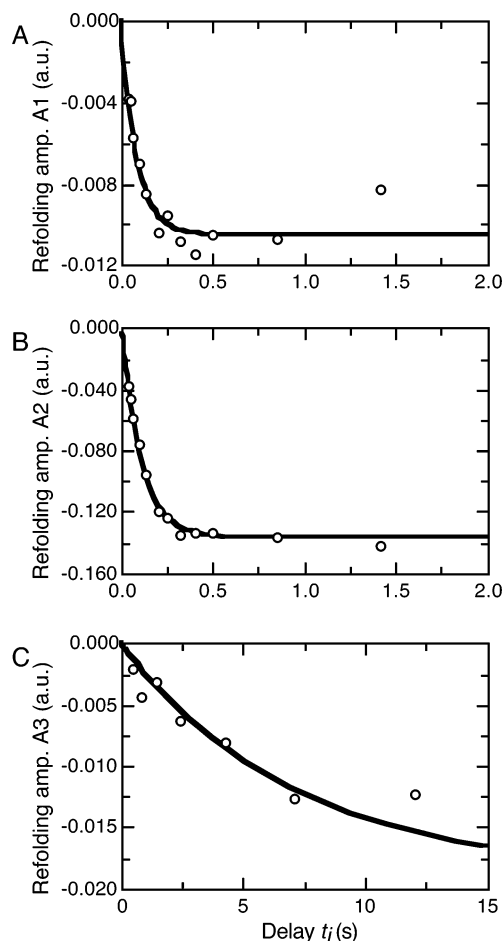 A
Refolding amp. A1 (a.u.)
0.000
-0.004
-0.008
-0.012
0.0 0.5 1.0 1.5 2.0
B
Refolding amp. A2 (a.u.)
0.000
-0.040
-0.080
-0.120
-0.160
0.0 0.5 1.0 1.5 2.0
C
Refolding amp. A3 (a.u.)
0.000
-0.005
-0.010
-0.015
-0.020
0 5 10 15
Delay ti (s)